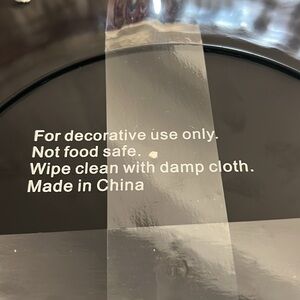 For decorative use only.
Not food safe.
Wipe clean with damp cloth.
Made in China